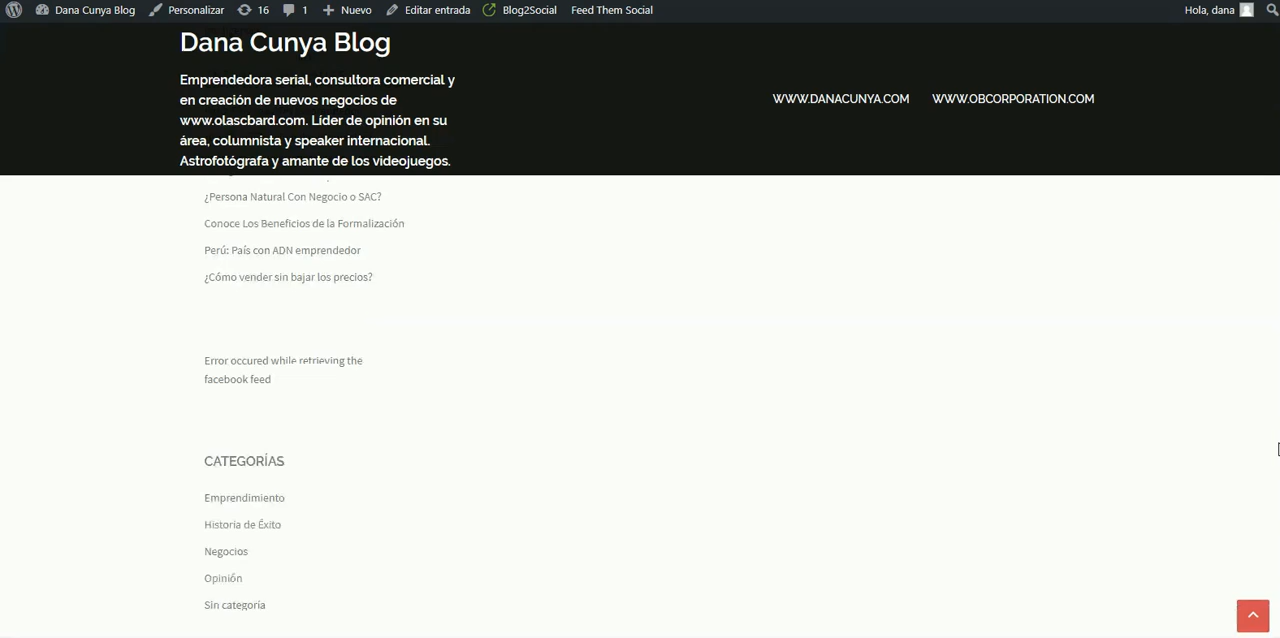 Dana Cunya Blog Personalizar 16 1 Nuevo Editar entrada Blog2Social Feed Them Social Hola, dana
Dana Cunya Blog
Emprendedora serial, consultora comercial y
en creación de nuevos negocios de
www.olascbard.com. Líder de opinión en su
área, columnista y speaker internacional.
Astrofotógrafa y amante de los videojuegos.
WWW.DANACUNYA.COM WWW.OBCORPORATION.COM
¿Persona Natural Con Negocio o SAC?
Conoce Los Beneficios de la Formalización
Perú: País con ADN emprendedor
¿Cómo vender sin bajar los precios?
Error occured while retrieving the
facebook feed
CATEGORÍAS
Emprendimiento
Historia de Éxito
Negocios
Opinión
Sin categoría